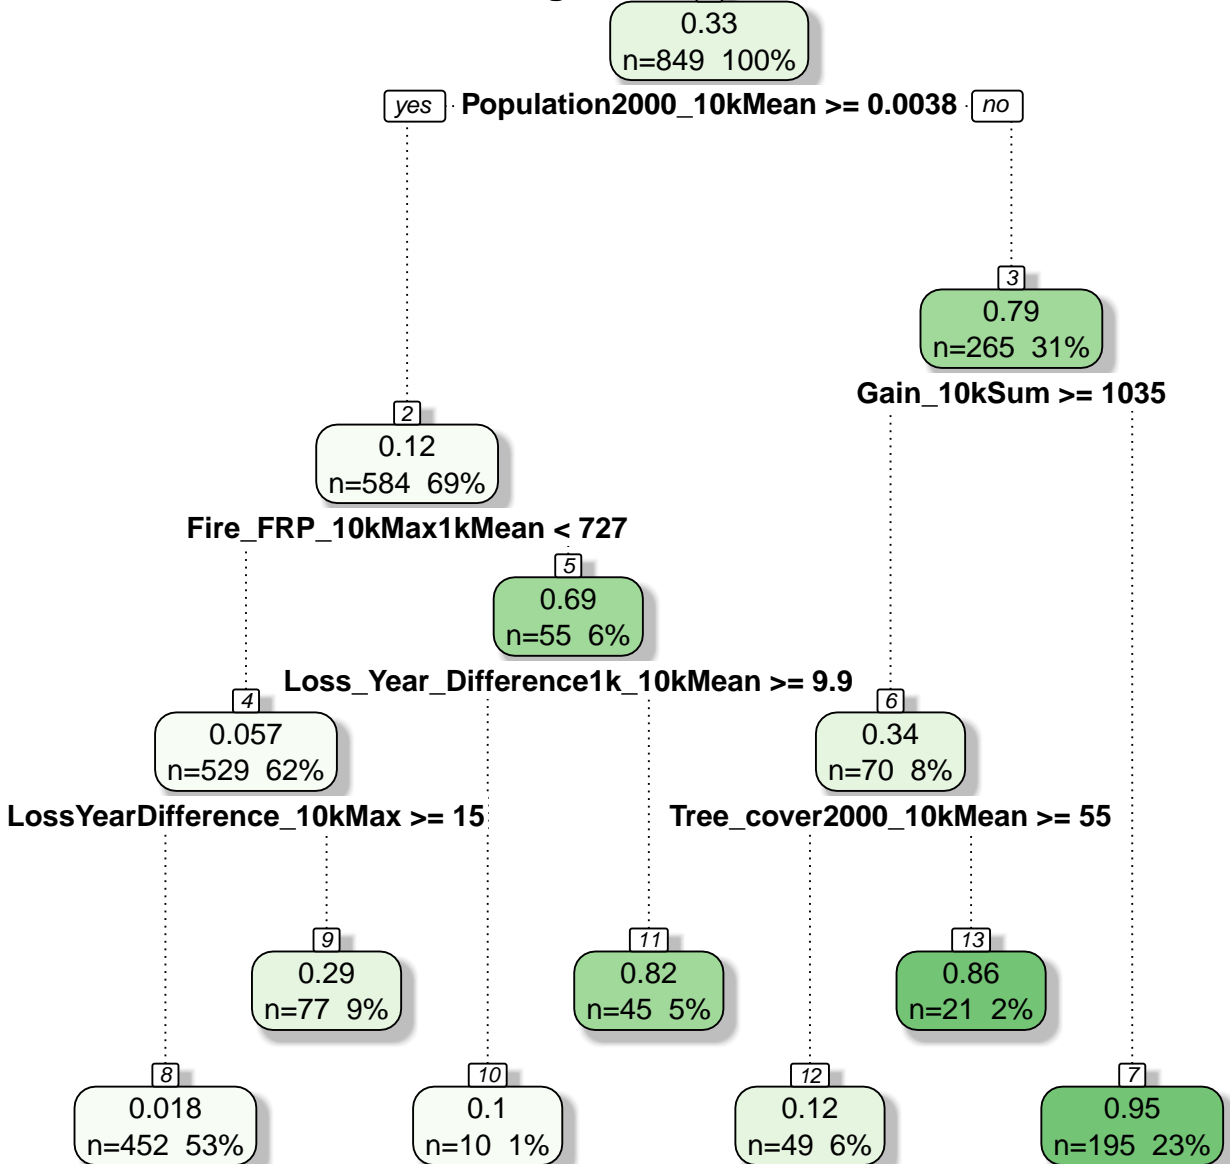 0.33
n=849 100%
yes Population2000_10kMean >= 0.0038 no
3
0.79
n=265 31%
Gain_10kSum >= 1035
2
0.12
n=584 69%
Fire_FRP_10kMax1kMean < 727
5
0.69
n=55 6%
Loss_Year_Difference1k_10kMean >= 9.9
4
0.057
n=529 62%
6
0.34
n=70 8%
LossYearDifference_10kMax >= 15
Tree_cover2000_10kMean >= 55
9
0.29
n=77 9%
11
0.82
n=45 5%
13
0.86
n=21 2%
8
0.018
n=452 53%
10
0.1
n=10 1%
12
0.12
n=49 6%
7
0.95
n=195 23%